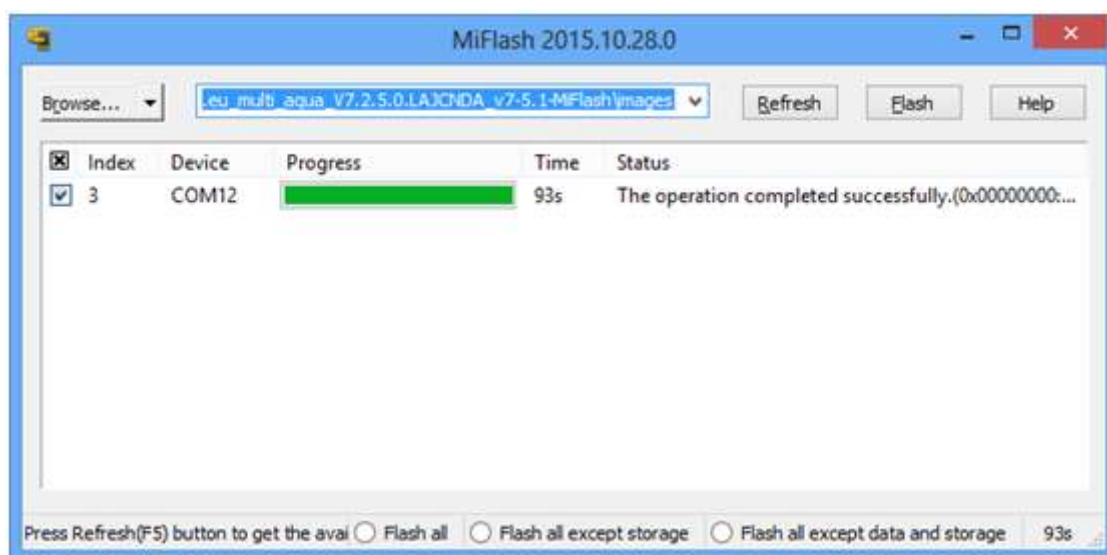 MiFlash 2015.10.28.0
Browse... .eu_multi_aqua_V7.2.5.0.LAJCNDA_v7-5.1-MiFlash\images Refresh Flash Help
Index Device Progress Time Status
3 COM12 93s The operation completed successfully.(0x00000000:...
Press Refresh(F5) button to get the avai Flash all Flash all except storage Flash all except data and storage 93s